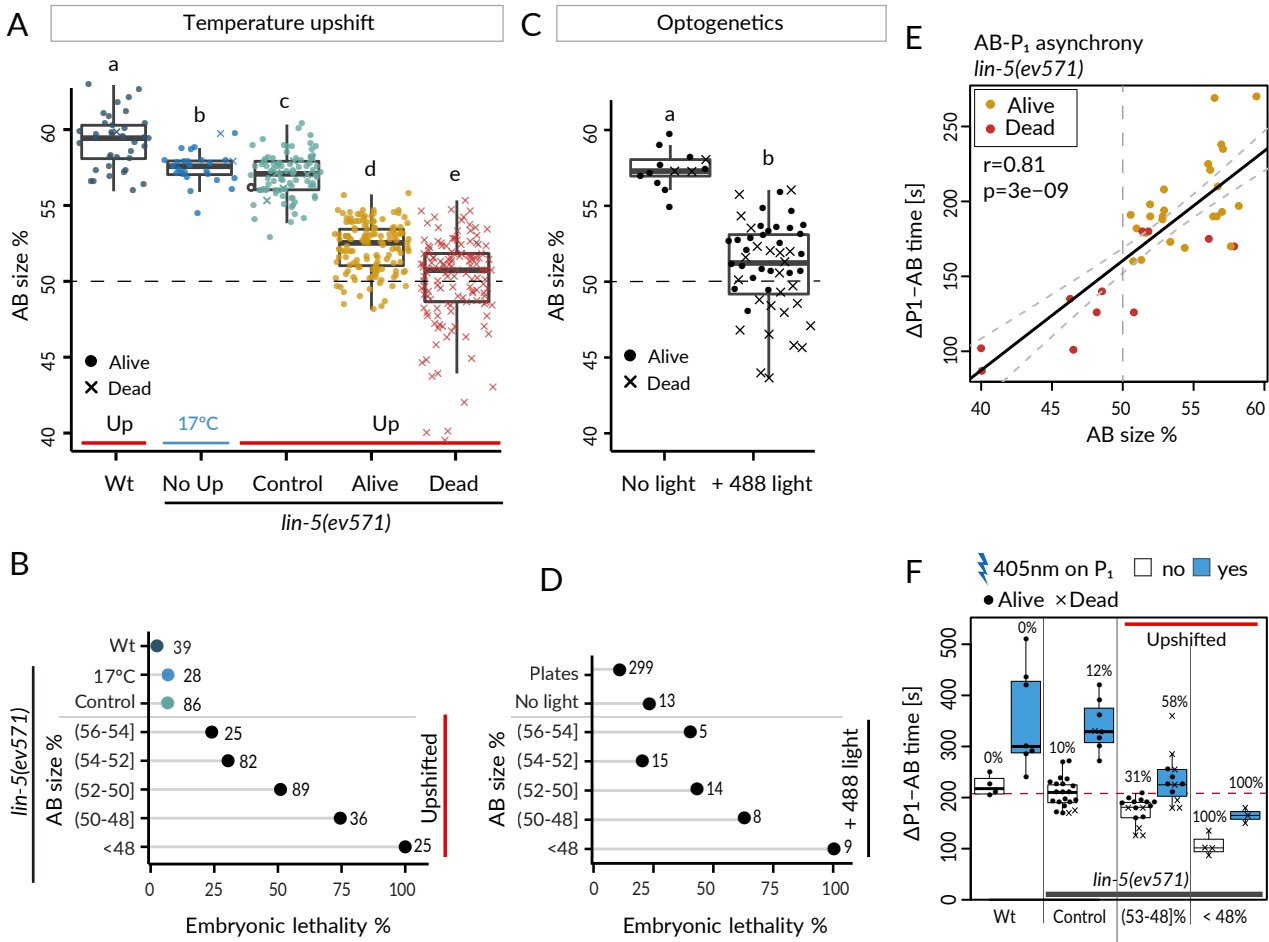 A
Temperature upshift
AB size %
60
55
50
45
40
a
b
c
d
e
Alive
Dead
Up
17°C
Up
Wt
No Up
Control
Alive
Dead
lin-5(ev571)
C
Optogenetics
AB size %
60
55
50
45
40
a
b
Alive
Dead
No light
+ 488 light
E
AB-P₁ asynchrony
lin-5(ev571)
Alive
Dead
r=0.81
p=3e−09
ΔP1−AB time [s]
250
200
150
100
40
45
50
55
60
AB size %
B
lin-5(ev571)
AB size %
Wt
39
17°C
28
Control
86
(56-54]
25
(54-52]
82
(52-50]
89
(50-48]
36
<48
25
Upshifted
0
25
50
75
100
Embryonic lethality %
D
AB size %
Plates
299
No light
13
(56-54]
5
(54-52]
15
(52-50]
14
(50-48]
8
<48
9
+ 488 light
0
25
50
75
100
Embryonic lethality %
F
405nm on P₁
no
yes
Alive
×Dead
Upshifted
ΔP1−AB time [s]
500
400
300
200
100
0
0%
0%
10%
12%
31%
58%
100%
100%
lin-5(ev571)
Wt
Control
(53-48]%
< 48%